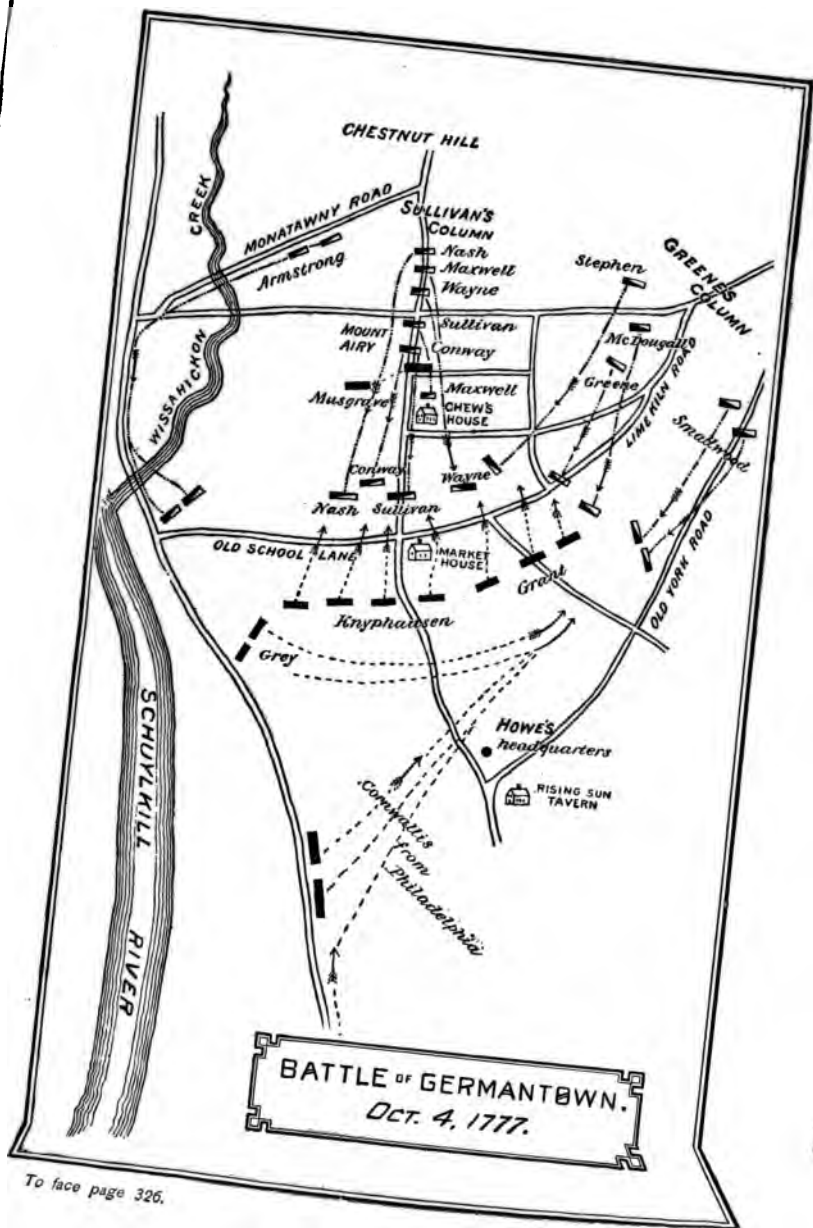 CHESTNUT HILL
CREEK
MONATAWNY ROAD
SULLIVAN'S
COLUMN
Nash
Maxwell
Wayne
Armstrong
Stephen
GREENE'S
COLUMN
Sullivan
MOUNT
AIRY
Conway
McDougall
Greene
LIME KILN ROAD
WISSAHICKON
Musgrave
Maxwell
CHEW'S
HOUSE
Smallwood
Conway
Wayne
Nash
Sullivan
OLD SCHOOL LANE
MARKET
HOUSE
Grant
OLD YORK ROAD
Knyphausen
Grey
SCHUYLKILL
RIVER
HOWE'S
headquarters
RISING SUN
TAVERN
Cornwallis
from
Philadelphia
BATTLE OF GERMANTOWN.
OCT. 4, 1777.
To face page 326.